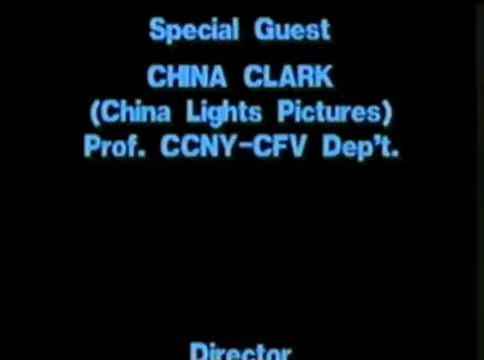 Special Guest
CHINA CLARK
(China Lights Pictures)
Prof. CCNY-CFV Dep't.
Director